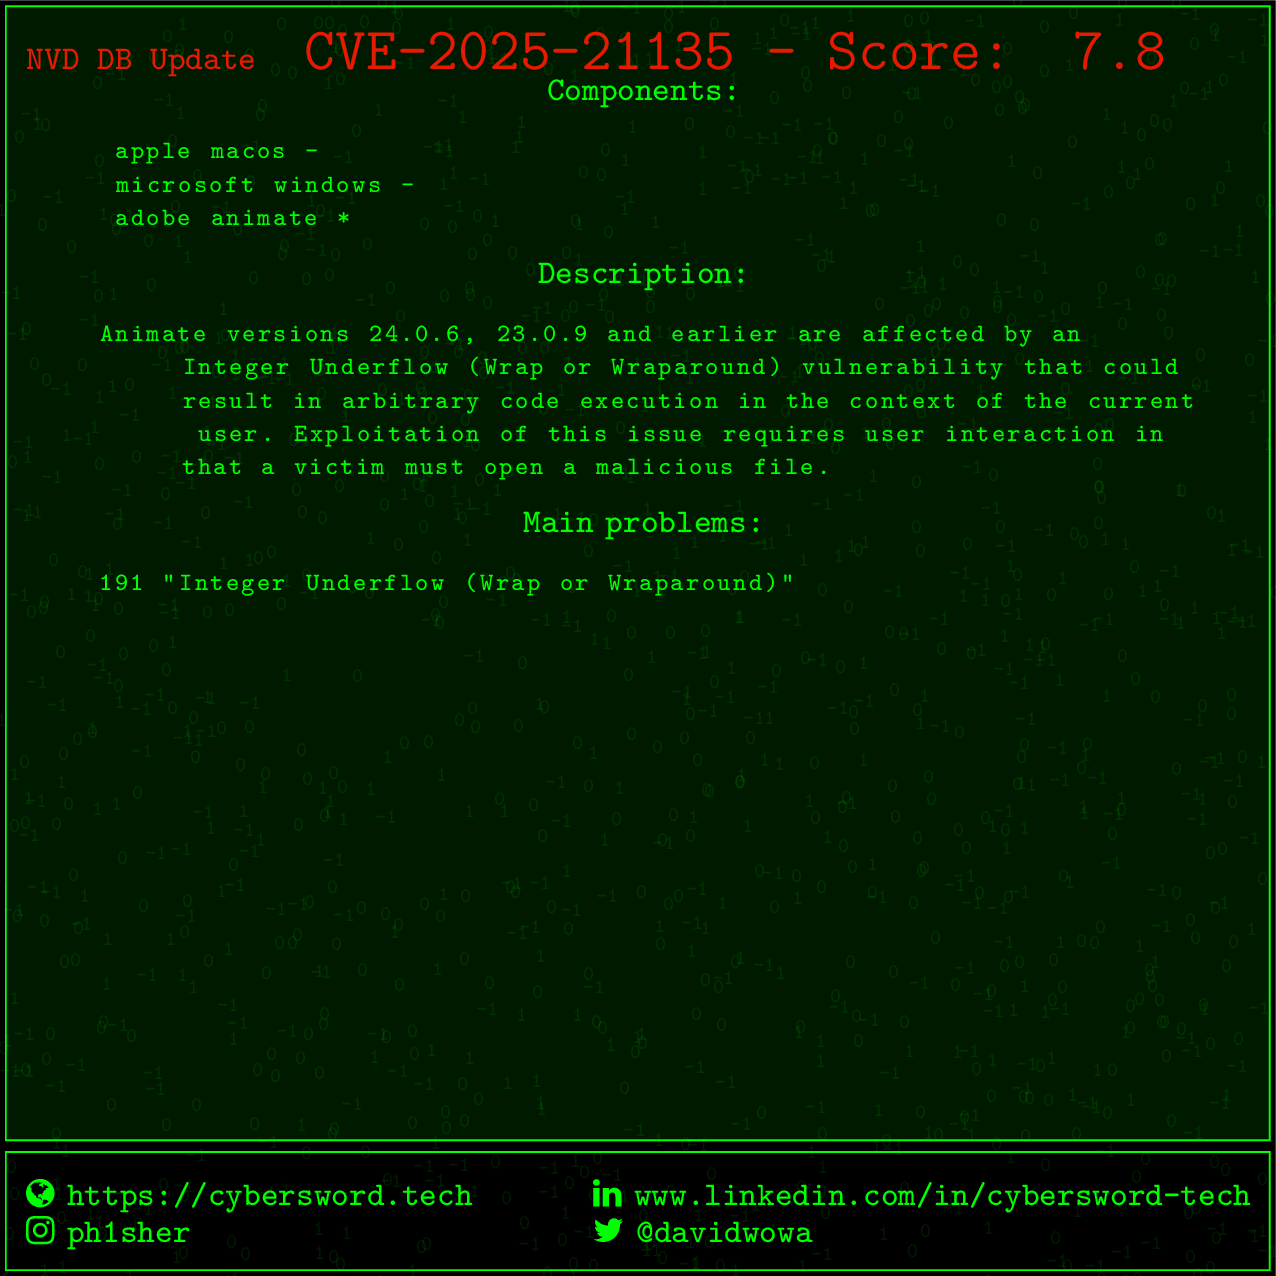 NVD DB Update CVE-2025-21135 - Score: 7.8
Components:
apple macos -
microsoft windows -
adobe animate *
Description:
Animate versions 24.0.6, 23.0.9 and earlier are affected by an
Integer Underflow (Wrap or Wraparound) vulnerability that could
result in arbitrary code execution in the context of the current
user. Exploitation of this issue requires user interaction in
that a victim must open a malicious file.
Main problems:
191 "Integer Underflow (Wrap or Wraparound)"
https://cybersword.tech www.linkedin.com/in/cybersword-tech
ph1sher @davidwowa